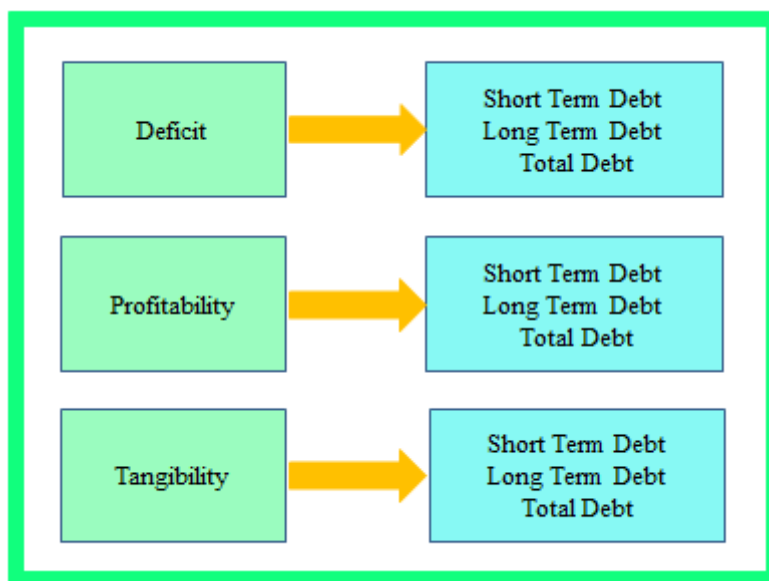 Deficit
Short Term Debt
Long Term Debt
Total Debt
Profitability
Short Term Debt
Long Term Debt
Total Debt
Tangibility
Short Term Debt
Long Term Debt
Total Debt